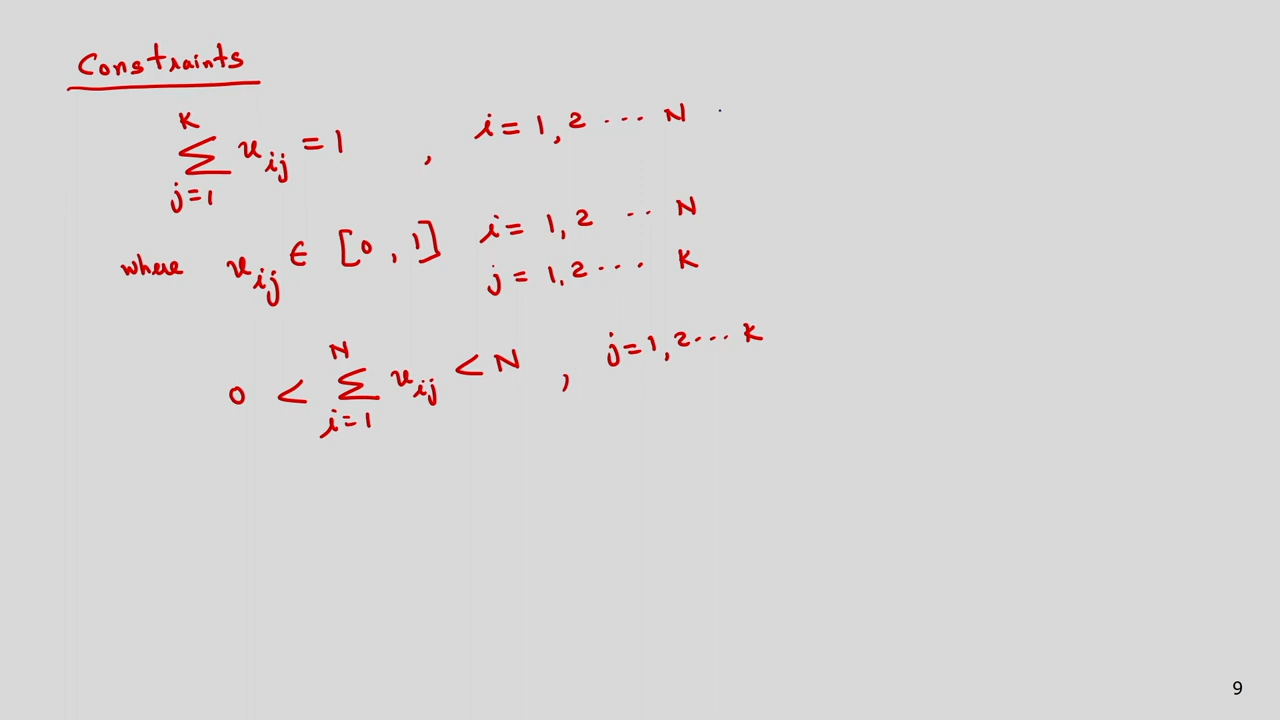 Constraints
K
∑ u_ij = 1 , i = 1, 2 ... N
j=1
where u_ij ∈ [0, 1] i = 1, 2 .. N
j = 1, 2 ... K
N
0 < ∑ u_ij < N , j = 1, 2 ... K
i=1
9